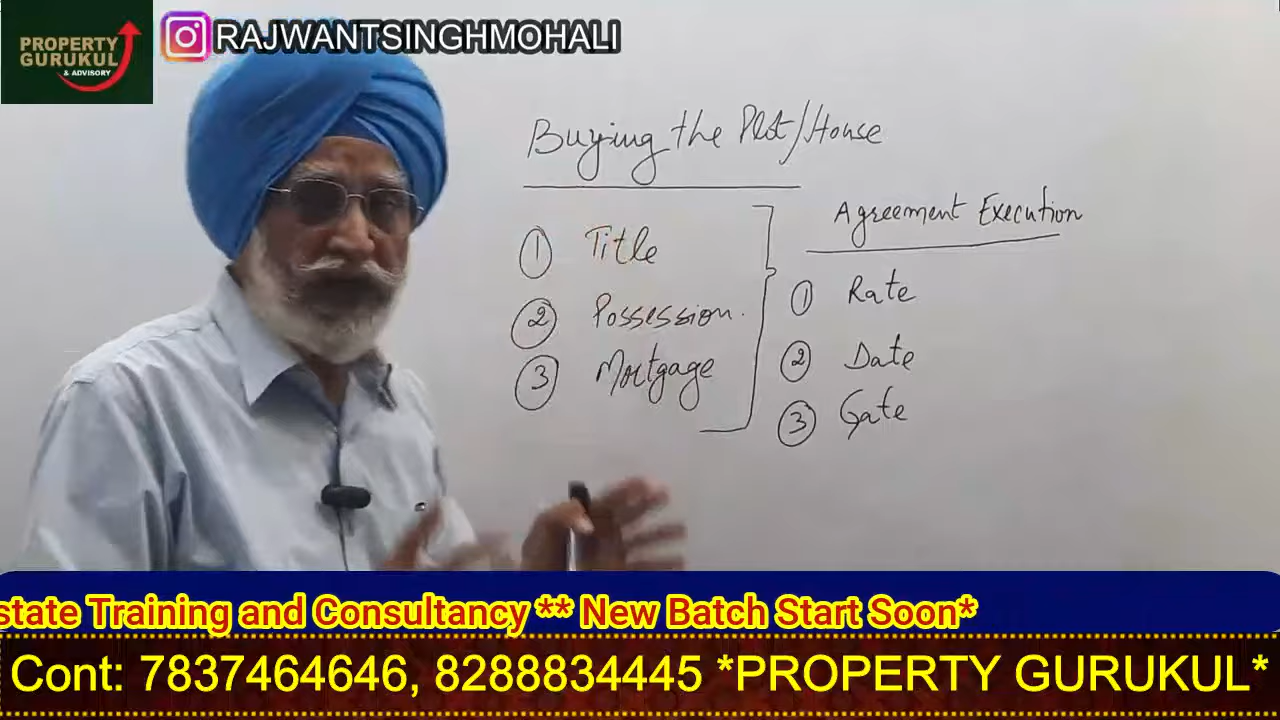 PROPERTY
GURUKUL
& ADVISORY
RAJWANTSINGHMOHALI
Buying the Plot/House
① Title
② Possession.
③ Mortgage
Agreement Execution
① Rate
② Date
③ Gate
state Training and Consultancy ** New Batch Start Soon*
Cont: 7837464646, 8288834445 *PROPERTY GURUKUL*